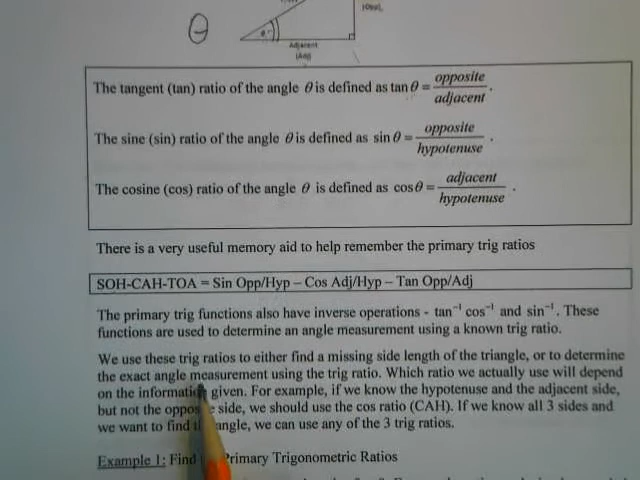 θ
θ
Adjacent
(Adj)
The tangent (tan) ratio of the angle θ is defined as tan θ = opposite / adjacent .
The sine (sin) ratio of the angle θ is defined as sin θ = opposite / hypotenuse .
The cosine (cos) ratio of the angle θ is defined as cos θ = adjacent / hypotenuse .
There is a very useful memory aid to help remember the primary trig ratios
SOH-CAH-TOA = Sin Opp/Hyp – Cos Adj/Hyp – Tan Opp/Adj
The primary trig functions also have inverse operations - tan⁻¹ cos⁻¹ and sin⁻¹. These
functions are used to determine an angle measurement using a known trig ratio.
We use these trig ratios to either find a missing side length of the triangle, or to determine
the exact angle measurement using the trig ratio. Which ratio we actually use will depend
on the information given. For example, if we know the hypotenuse and the adjacent side,
but not the opposite side, we should use the cos ratio (CAH). If we know all 3 sides and
we want to find angle, we can use any of the 3 trig ratios.
Example 1: Find Primary Trigonometric Ratios